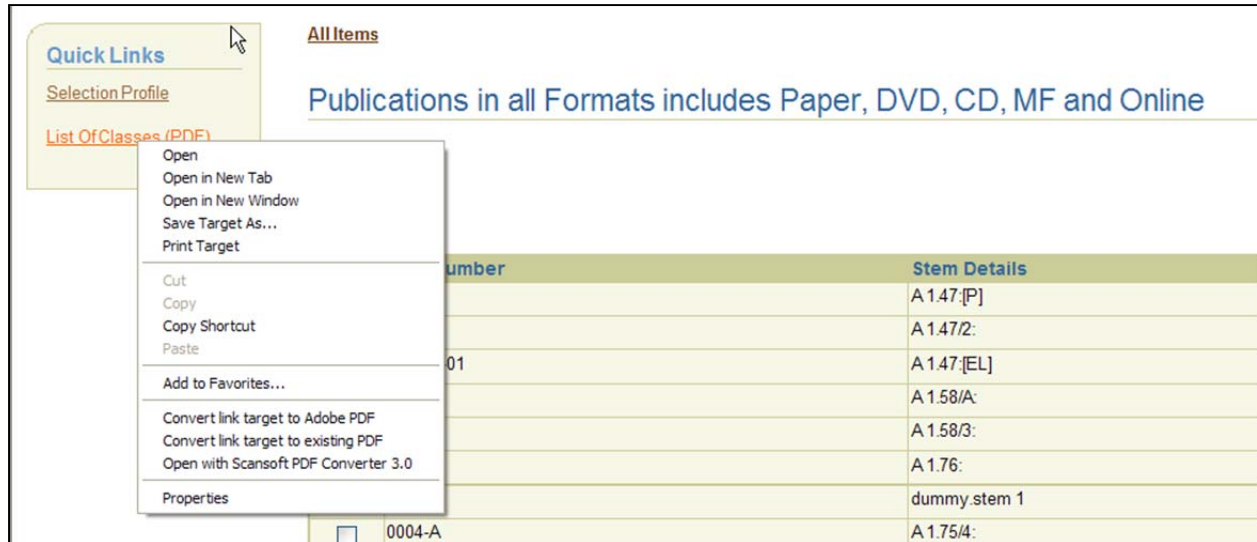 Quick Links
Selection Profile
List Of Classes (PDF)
Open
Open in New Tab
Open in New Window
Save Target As...
Print Target
Cut
Copy
Copy Shortcut
Paste
Add to Favorites...
Convert link target to Adobe PDF
Convert link target to existing PDF
Open with Scansoft PDF Converter 3.0
Properties
All Items
Publications in all Formats includes Paper, DVD, CD, MF and Online
umber Stem Details
A 1.47:[P]
A 1.47/2:
01 A 1.47:[EL]
A 1.58/A:
A 1.58/3:
A 1.76:
dummy.stem 1
0004-A A 1.75/4: